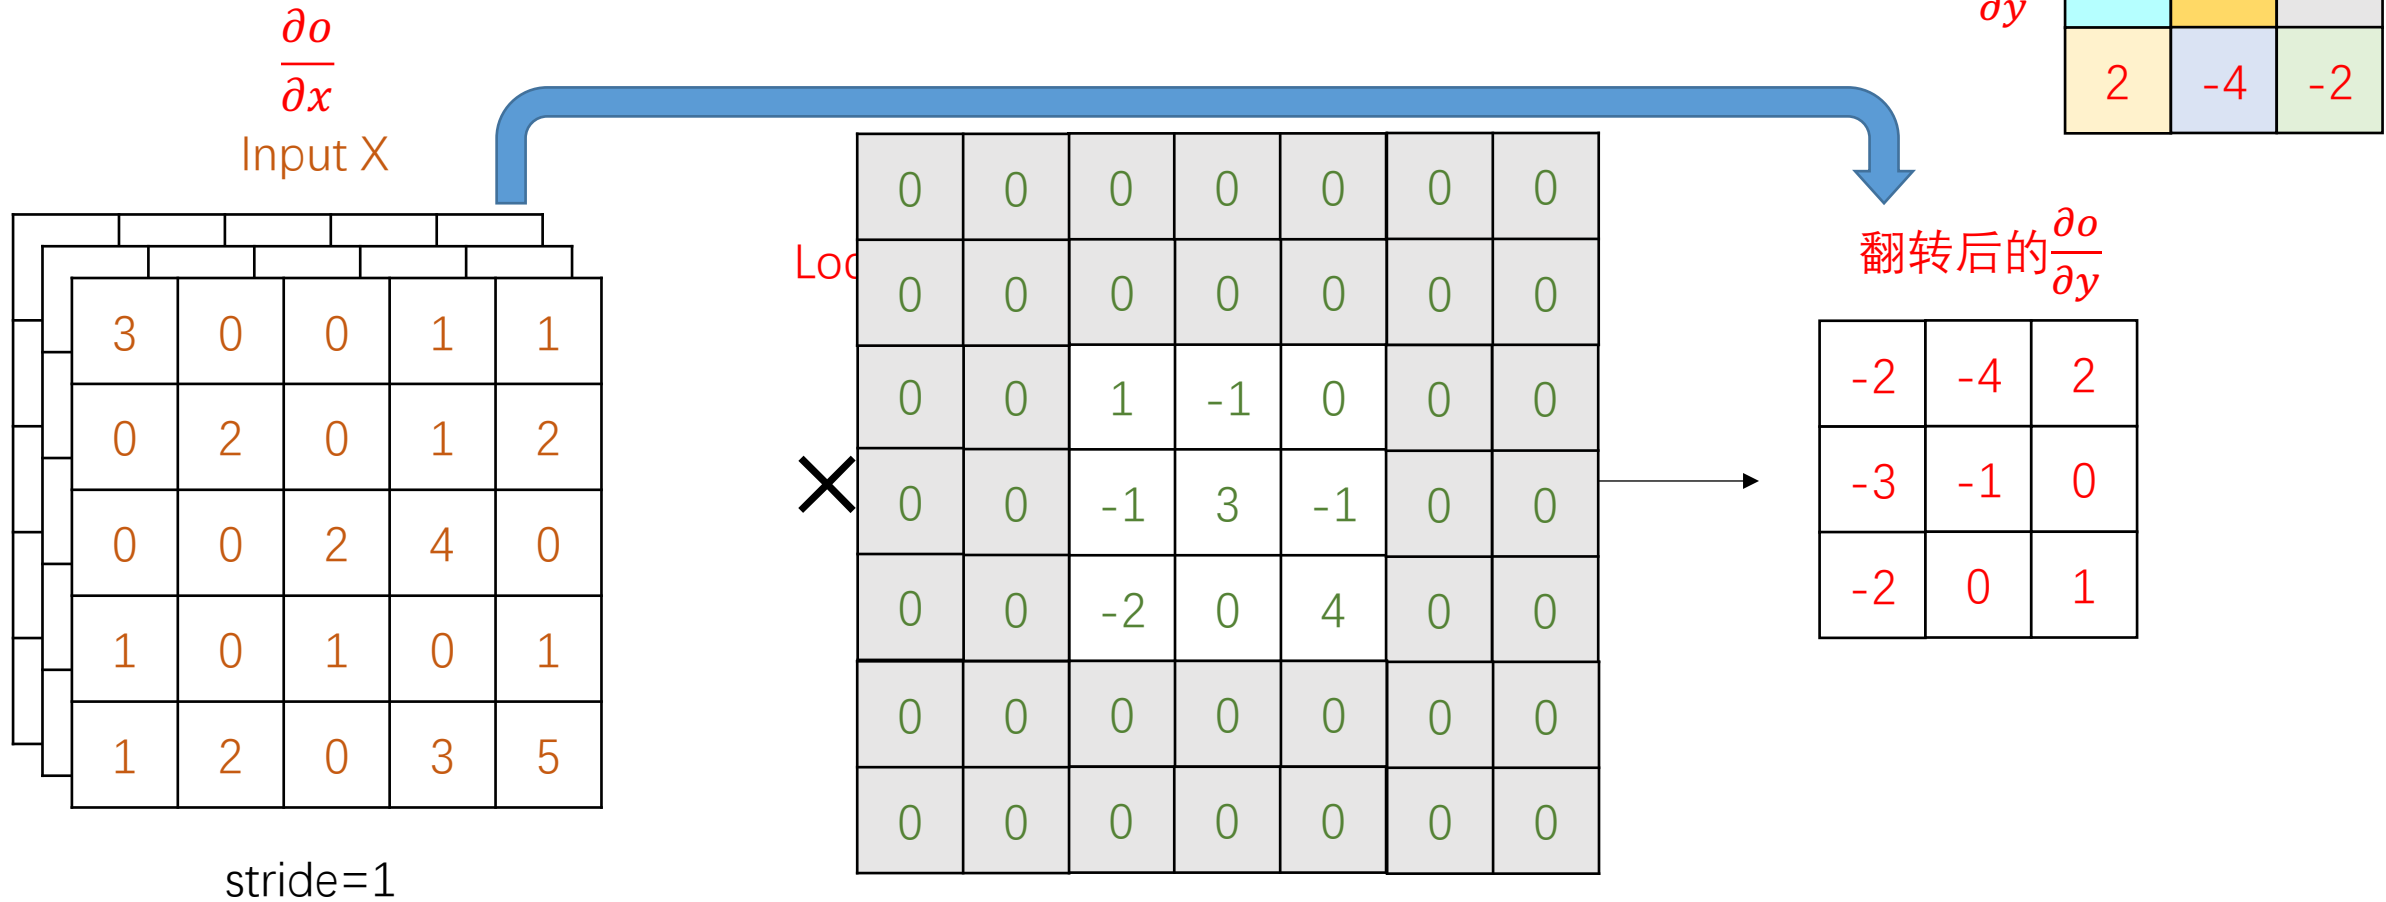 ∂o
∂x
Input X
3 0 0 1 1
0 2 0 1 2
0 0 2 4 0
1 0 1 0 1
1 2 0 3 5
stride=1
×
0 0 0 0 0 0 0
0 0 0 0 0 0 0
0 0 1 -1 0 0 0
0 0 -1 3 -1 0 0
0 0 -2 0 4 0 0
0 0 0 0 0 0 0
0 0 0 0 0 0 0
∂y
2 -4 -2
翻转后的 ∂o
∂y
-2 -4 2
-3 -1 0
-2 0 1